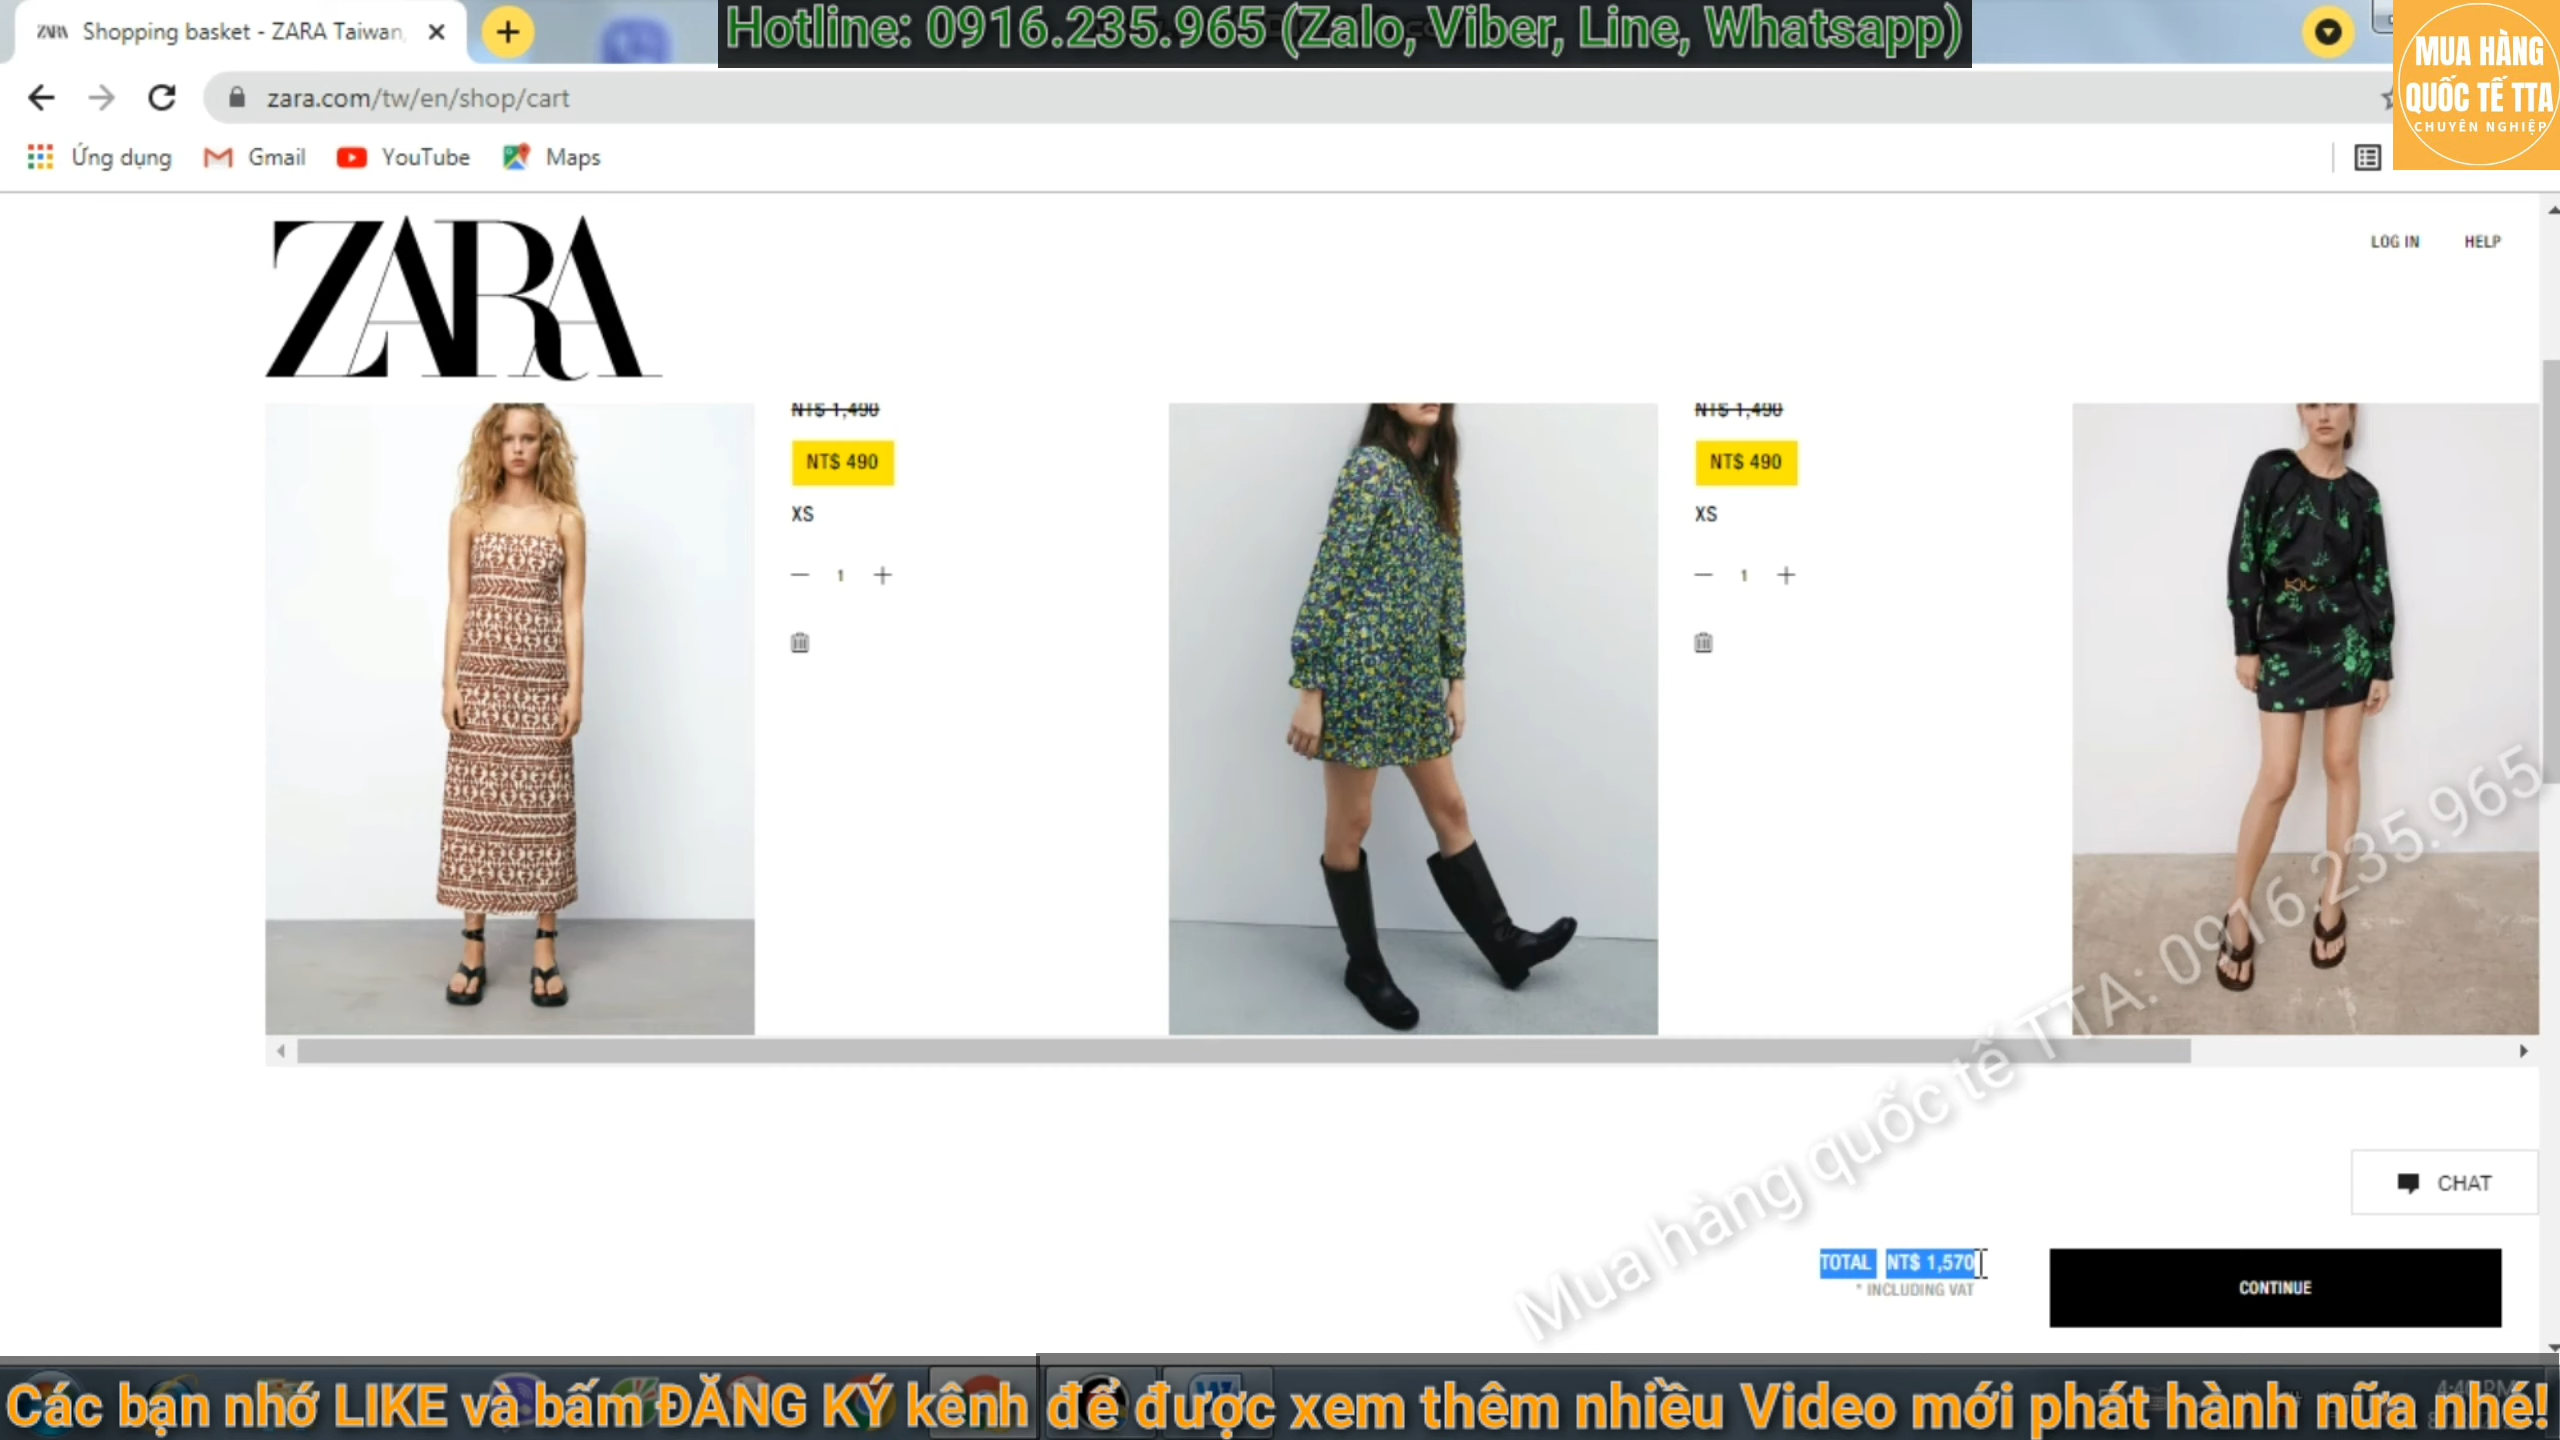 ZARA Shopping basket - ZARA Taiwan,
Hotline: 0916.235.965 (Zalo, Viber, Line, Whatsapp)
MUA HÀNG
QUỐC TẾ TTA
CHUYÊN NGHIỆP
zara.com/tw/en/shop/cart
Ứng dụng
Gmail
YouTube
Maps
ZARA
LOG IN
HELP
NT$ 1,490
NT$ 490
XS
1
NT$ 1,490
NT$ 490
XS
1
Mua hàng quốc tế TTA: 0916.235.965
CHAT
TOTAL NT$ 1,570
* INCLUDING VAT
CONTINUE
Các bạn nhớ LIKE và bấm ĐĂNG KÝ kênh để được xem thêm nhiều Video mới phát hành nữa nhé!